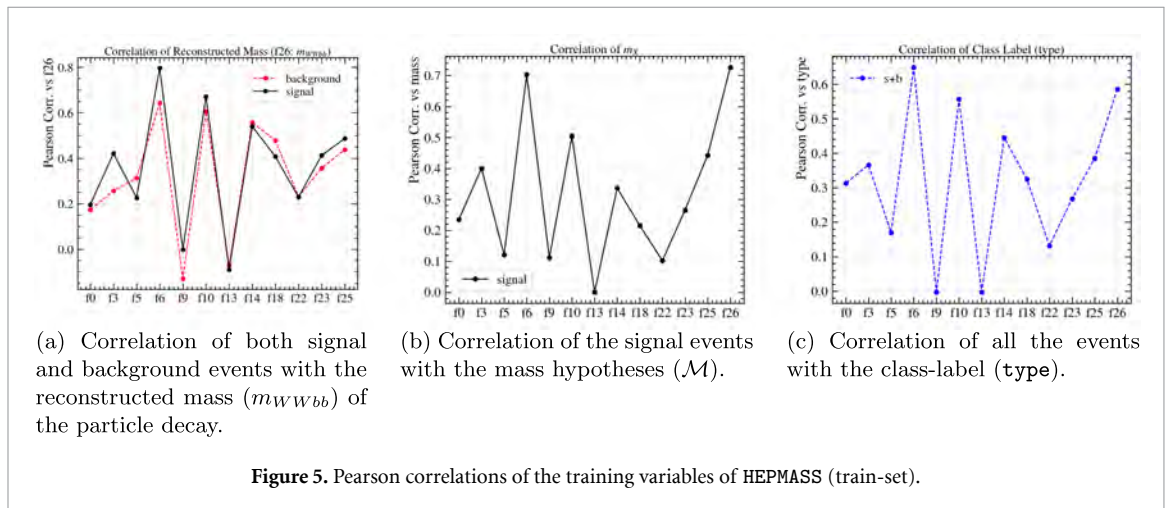 Correlation of Reconstructed Mass (f26: mWWbb)
Pearson Corr. vs f26
0.8
0.6
0.4
0.2
0.0
background
signal
f0 f3 f5 f6 f9 f10 f13 f14 f18 f22 f23 f25
(a) Correlation of both signal
and background events with the
reconstructed mass (mWWbb) of
the particle decay.
Correlation of mX
Pearson Corr. vs mass
0.7
0.6
0.5
0.4
0.3
0.2
0.1
0.0
signal
f0 f3 f5 f6 f9 f10 f13 f14 f18 f22 f23 f25 f26
(b) Correlation of the signal events
with the mass hypotheses (M).
Correlation of Class Label (type)
Pearson Corr. vs type
0.6
0.5
0.4
0.3
0.2
0.1
0.0
s+b
f0 f3 f5 f6 f9 f10 f13 f14 f18 f22 f23 f25 f26
(c) Correlation of all the events
with the class-label (type).
Figure 5. Pearson correlations of the training variables of HEPMASS (train-set).